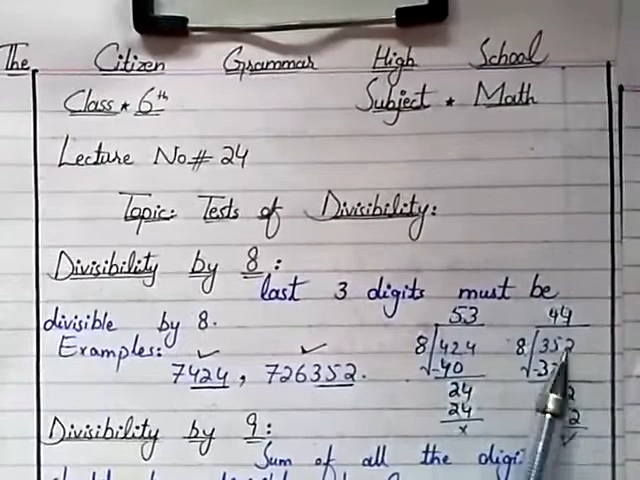 The Citizen Grammar High School
Class * 6th Subject * Math
Lecture No# 24
Topic: Tests of Divisibility:
Divisibility by 8:
last 3 digits must be
divisible by 8.
Examples:
7424, 726352.
53
8 424
-40
24
24
x
44
8 352
Divisibility by 9:
Sum of all the